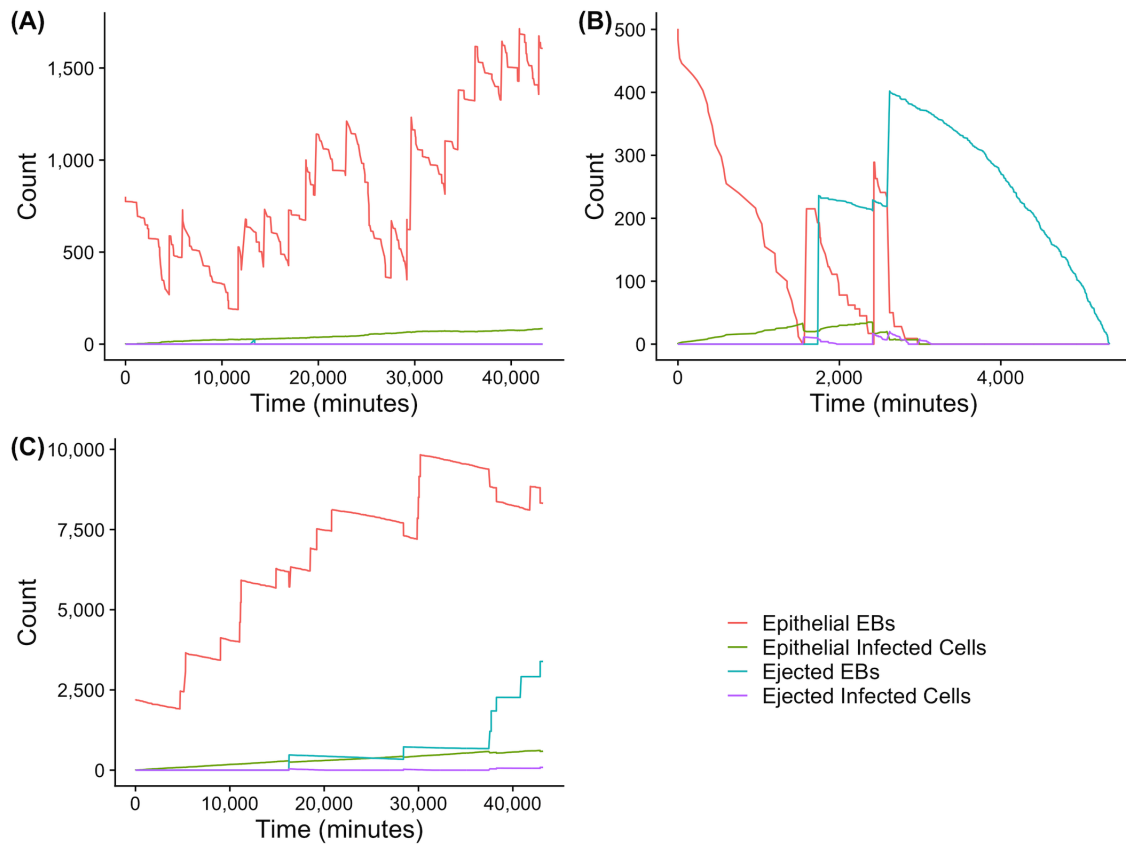 (A)
1,500
1,000
500
0
Count
0 10,000 20,000 30,000 40,000
Time (minutes)
(B)
500
400
300
200
100
0
Count
0 2,000 4,000
Time (minutes)
(C)
10,000
7,500
5,000
2,500
0
Count
0 10,000 20,000 30,000 40,000
Time (minutes)
Epithelial EBs
Epithelial Infected Cells
Ejected EBs
Ejected Infected Cells